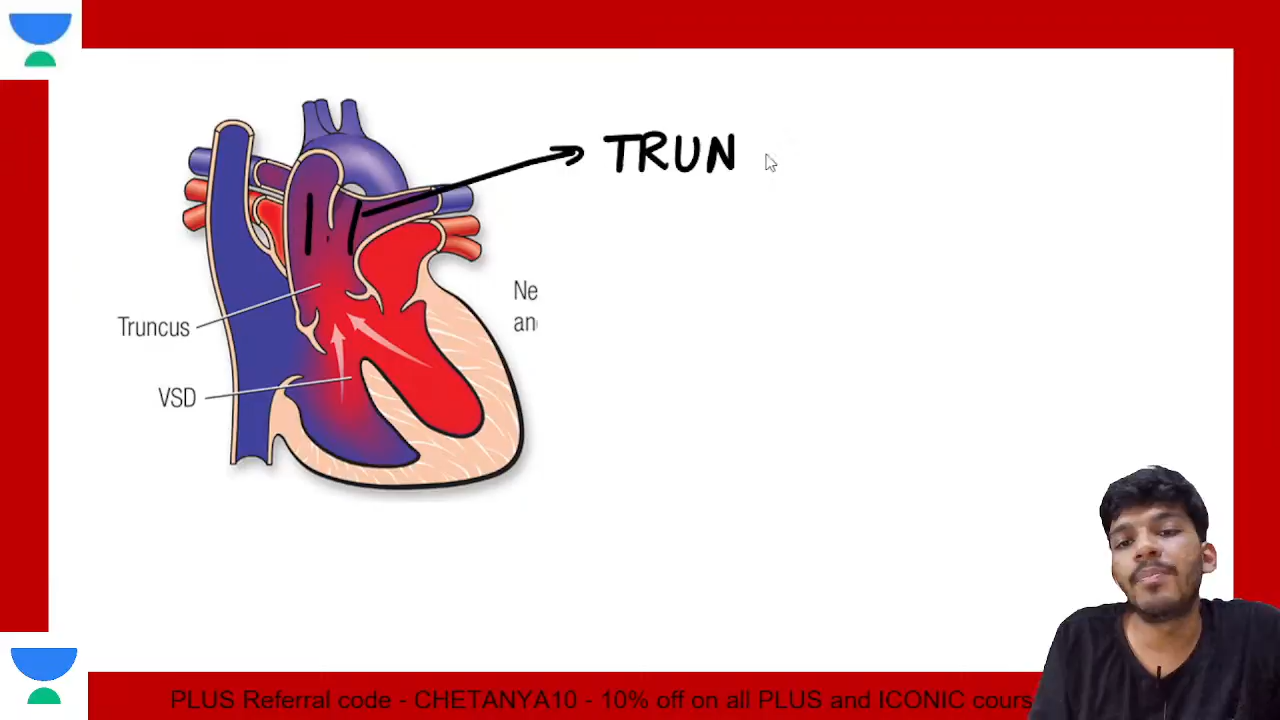 TRUN
Ne
an
Truncus
VSD
PLUS Referral code - CHETANYA10 - 10% off on all PLUS and ICONIC cours